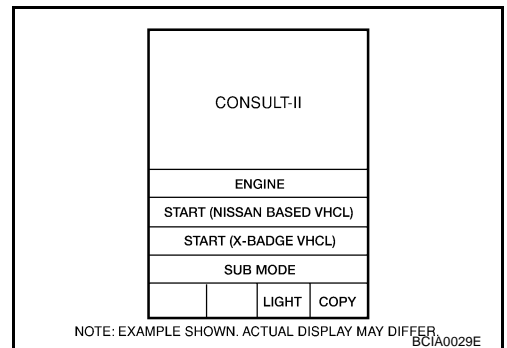 CONSULT-II
ENGINE
START (NISSAN BASED VHCL)
START (X-BADGE VHCL)
SUB MODE
LIGHT COPY
NOTE: EXAMPLE SHOWN. ACTUAL DISPLAY MAY DIFFER.
BCIA0029E